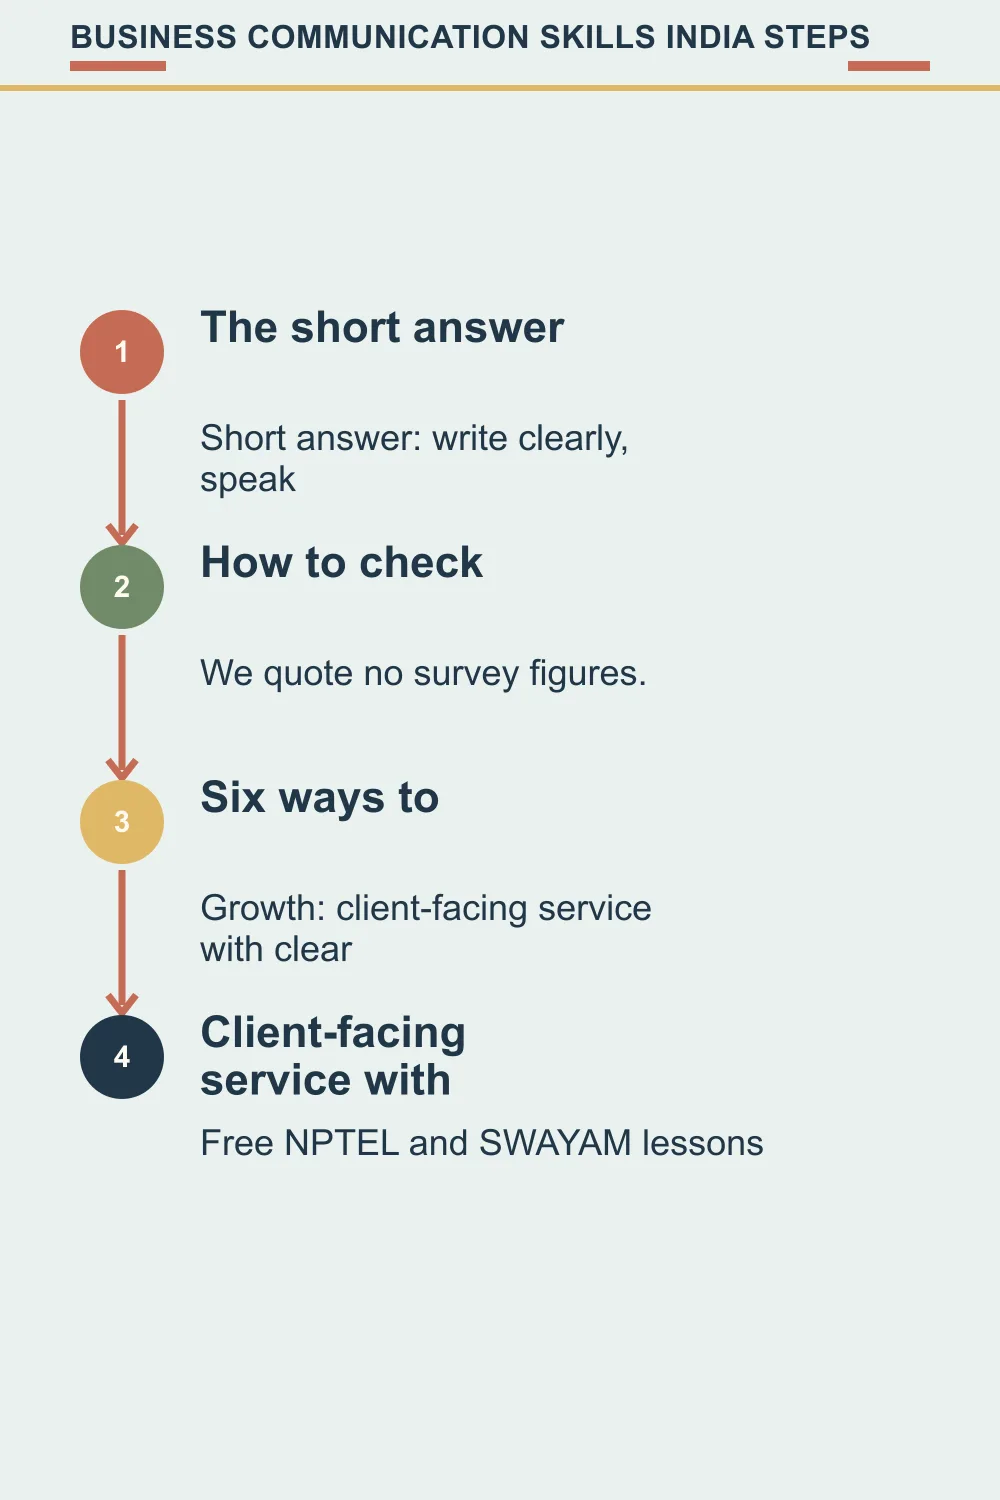 BUSINESS COMMUNICATION SKILLS INDIA STEPS
1
The short answer
Short answer: write clearly,
speak
2
How to check
We quote no survey figures.
3
Six ways to
Growth: client-facing service
with clear
4
Client-facing
service with
Free NPTEL and SWAYAM lessons